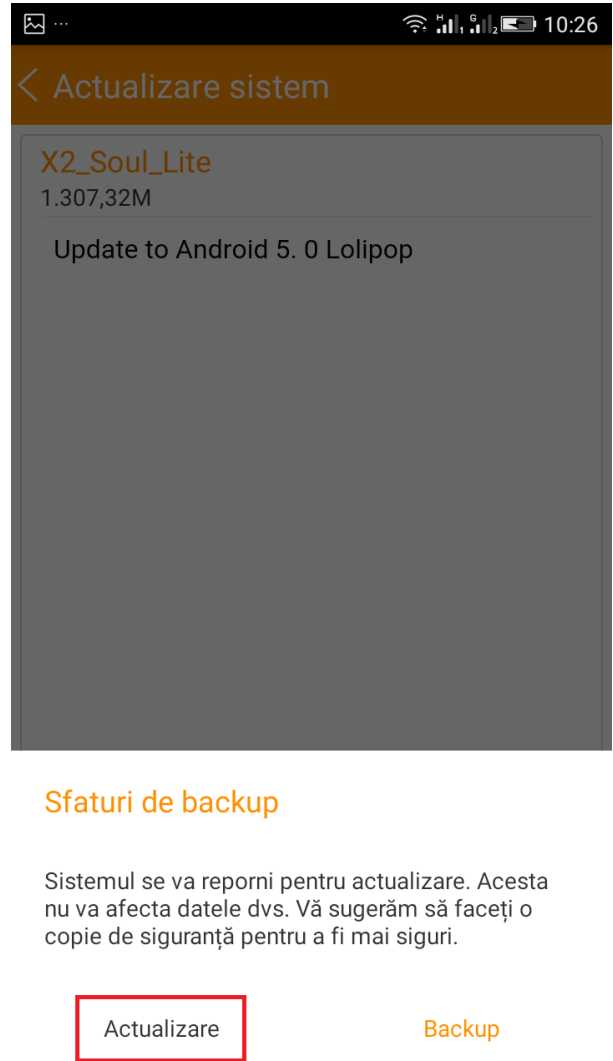 ... H 1 G 2 10:26
Actualizare sistem
X2_Soul_Lite
1.307,32M
Update to Android 5. 0 Lolipop
Sfaturi de backup
Sistemul se va reporni pentru actualizare. Acesta
nu va afecta datele dvs. Vă sugerăm să faceți o
copie de siguranță pentru a fi mai siguri.
Actualizare Backup